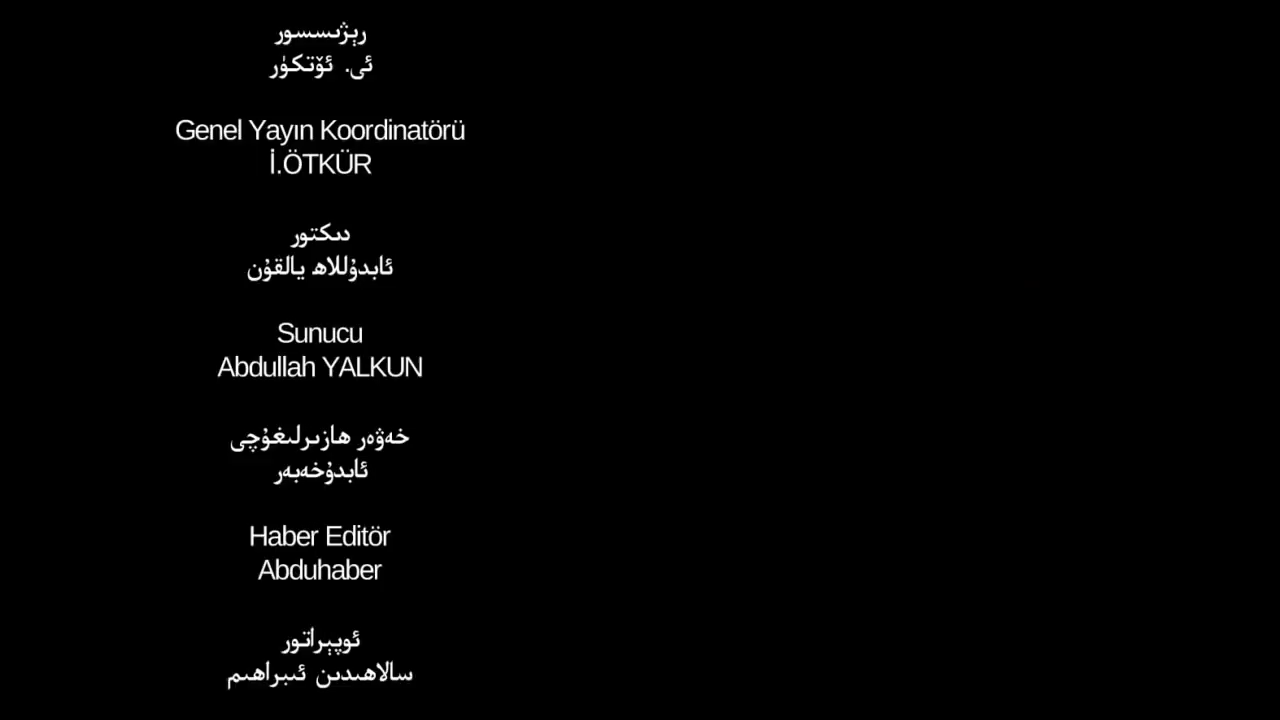 رېژىسسور
ئى. ئۆتكۈر
Genel Yayın Koordinatörü
İ.ÖTKÜR
دىكتور
ئابدۇللاھ يالقۇن
Sunucu
Abdullah YALKUN
خەۋەر ھازىرلىغۇچى
ئابدۇخەبەر
Haber Editör
Abduhaber
ئوپېراتور
سالاھىدىن ئىبراھىم